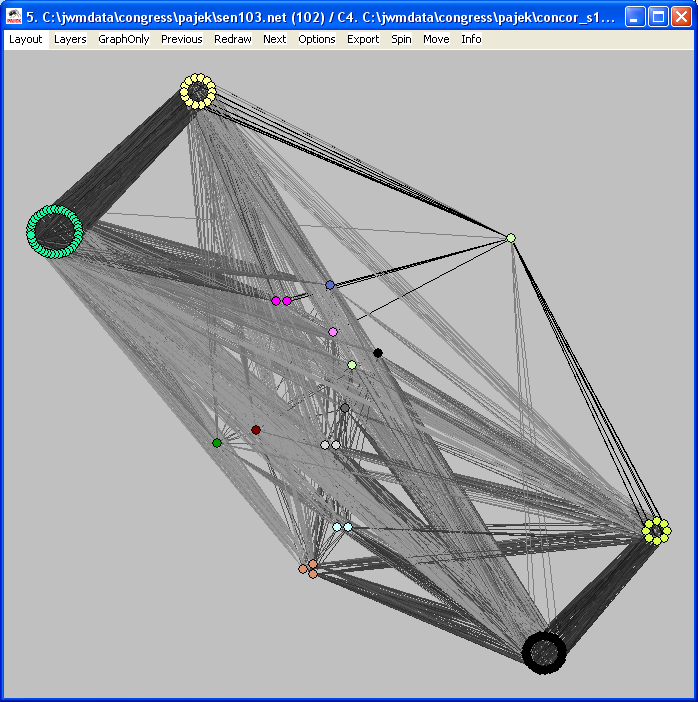 5. C:\jwmdata\congress\pajek\sen103.net (102) / C4. C:\jwmdata\congress\pajek\concor_s1...
Layout Layers GraphOnly Previous Redraw Next Options Export Spin Move Info